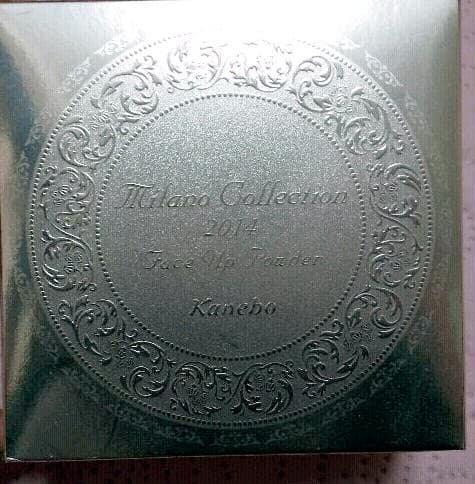 Milano Collection
2014
Face Up Powder
Kanebo